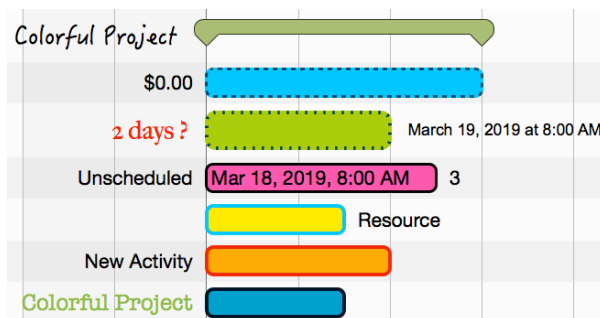 Colorful Project
$0.00
2 days ? March 19, 2019 at 8:00 AM
Unscheduled Mar 18, 2019, 8:00 AM 3
Resource
New Activity
Colorful Project